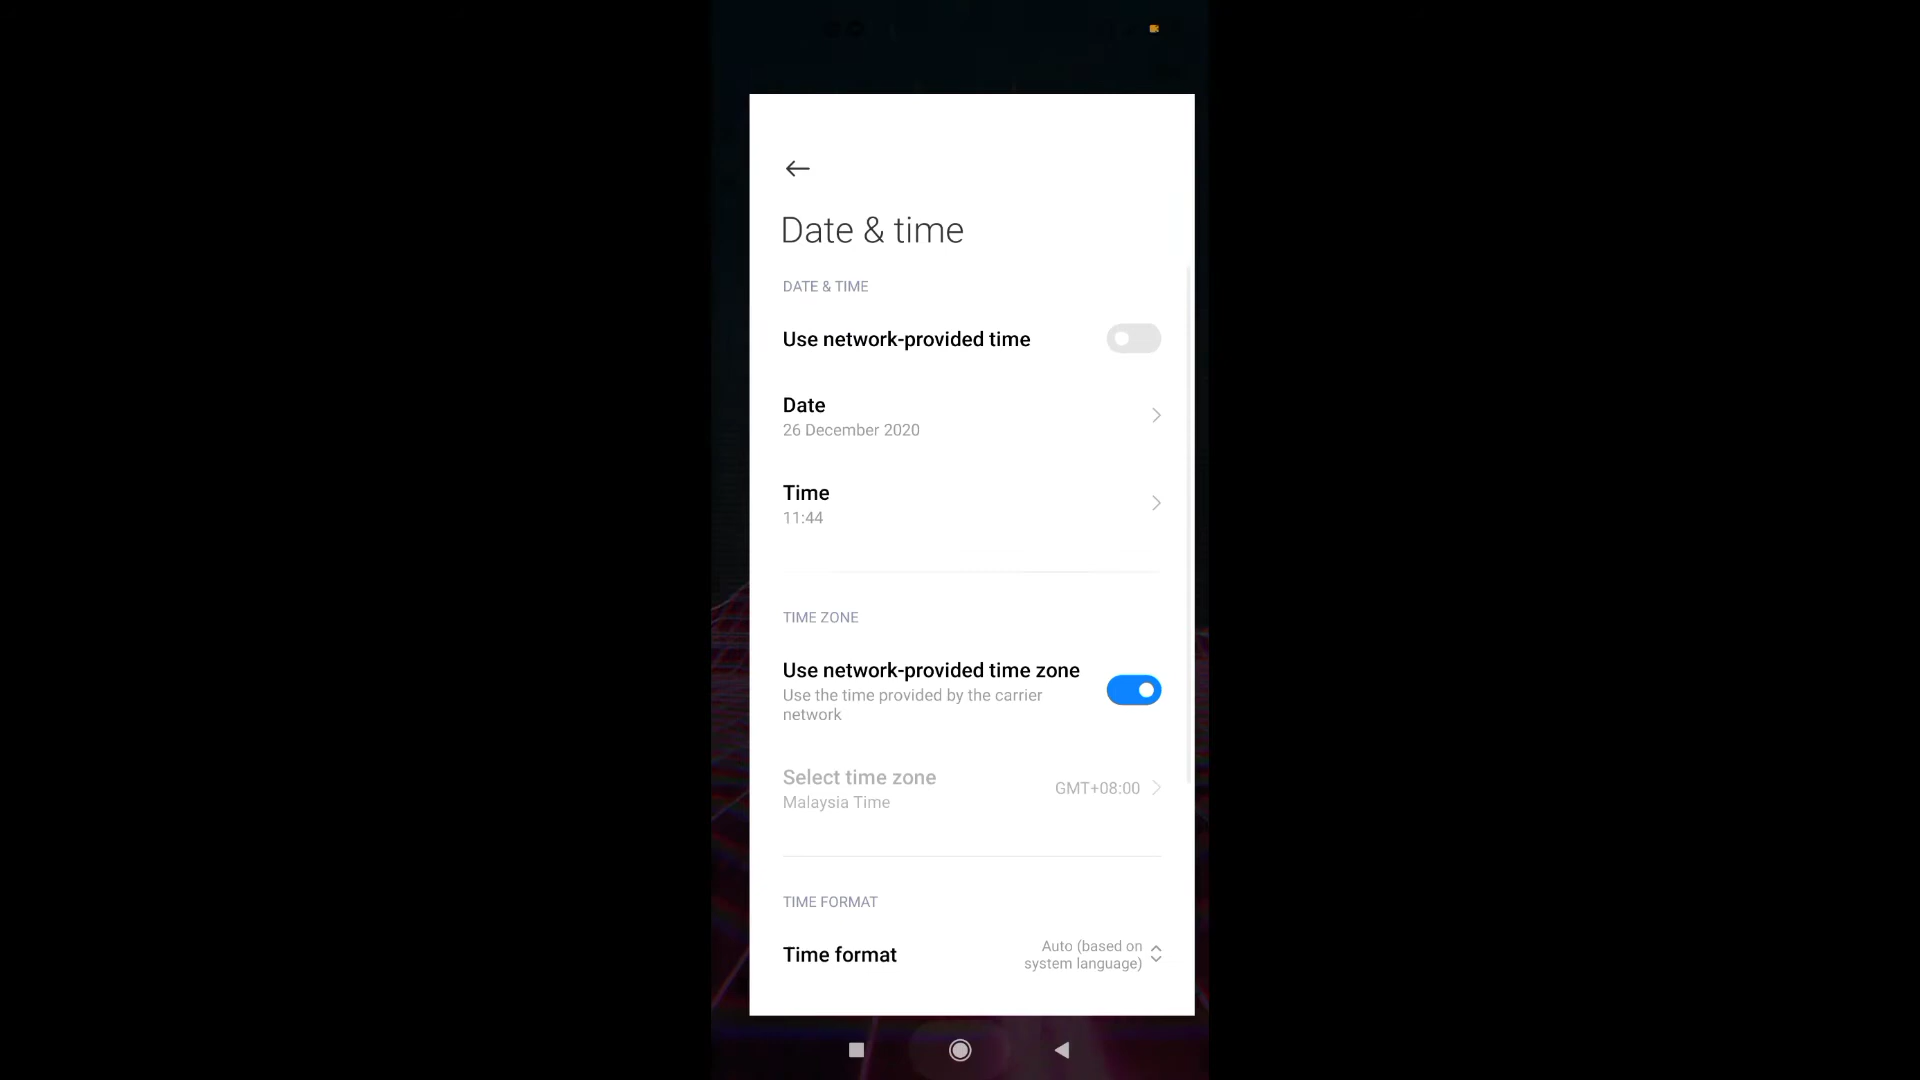 Date & time
DATE & TIME
Use network-provided time
Date
26 December 2020
Time
11:44
TIME ZONE
Use network-provided time zone
Use the time provided by the carrier
network
Select time zone
Malaysia Time
GMT+08:00
TIME FORMAT
Time format
Auto (based on
system language)